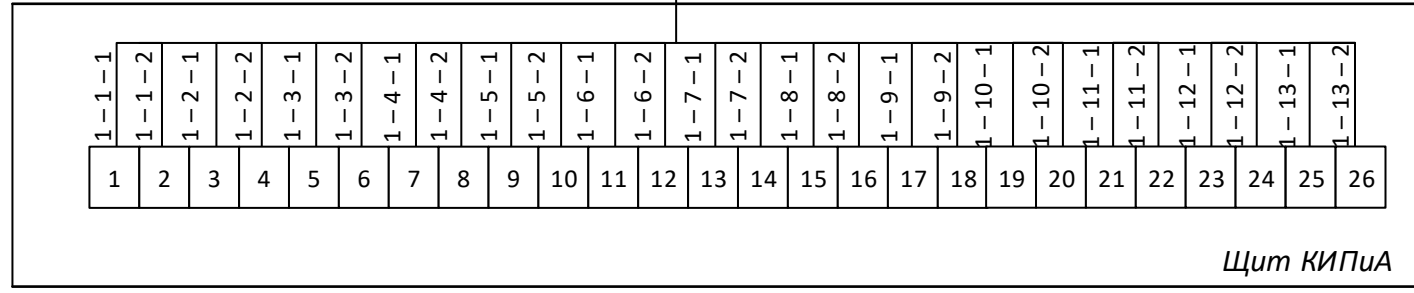 1 – 1 – 1 1 – 1 – 2 1 – 2 – 1 1 – 2 – 2 1 – 3 – 1 1 – 3 – 2 1 – 4 – 1 1 – 4 – 2 1 – 5 – 1 1 – 5 – 2 1 – 6 – 1 1 – 6 – 2 1 – 7 – 1 1 – 7 – 2 1 – 8 – 1 1 – 8 – 2 1 – 9 – 1 1 – 9 – 2 1 – 10 – 1 1 – 10 – 2 1 – 11 – 1 1 – 11 – 2 1 – 12 – 1 1 – 12 – 2 1 – 13 – 1 1 – 13 – 2
1 2 3 4 5 6 7 8 9 10 11 12 13 14 15 16 17 18 19 20 21 22 23 24 25 26
Щит КИПиА